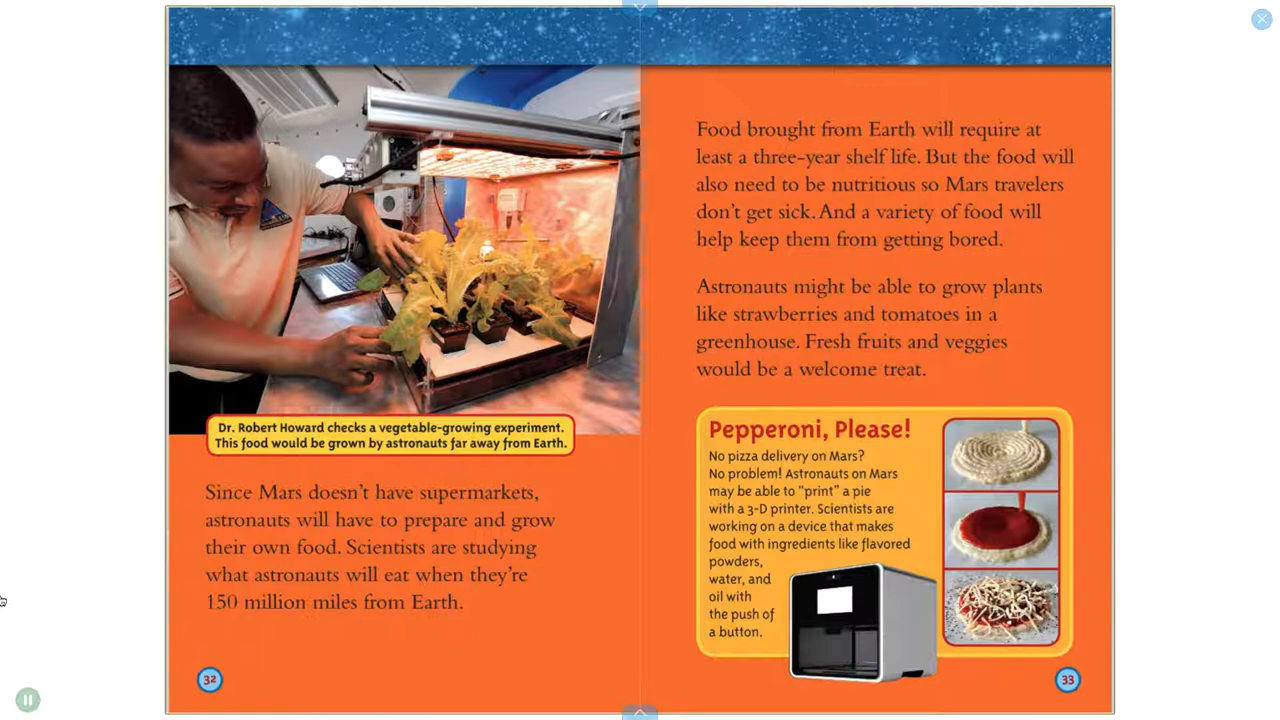 Dr. Robert Howard checks a vegetable-growing experiment.
This food would be grown by astronauts far away from Earth.
Since Mars doesn't have supermarkets,
astronauts will have to prepare and grow
their own food. Scientists are studying
what astronauts will eat when they're
150 million miles from Earth.
32
Food brought from Earth will require at
least a three-year shelf life. But the food will
also need to be nutritious so Mars travelers
don't get sick. And a variety of food will
help keep them from getting bored.
Astronauts might be able to grow plants
like strawberries and tomatoes in a
greenhouse. Fresh fruits and veggies
would be a welcome treat.
Pepperoni, Please!
No pizza delivery on Mars?
No problem! Astronauts on Mars
may be able to "print" a pie
with a 3-D printer. Scientists are
working on a device that makes
food with ingredients like flavored
powders,
water, and
oil with
the push of
a button.
33